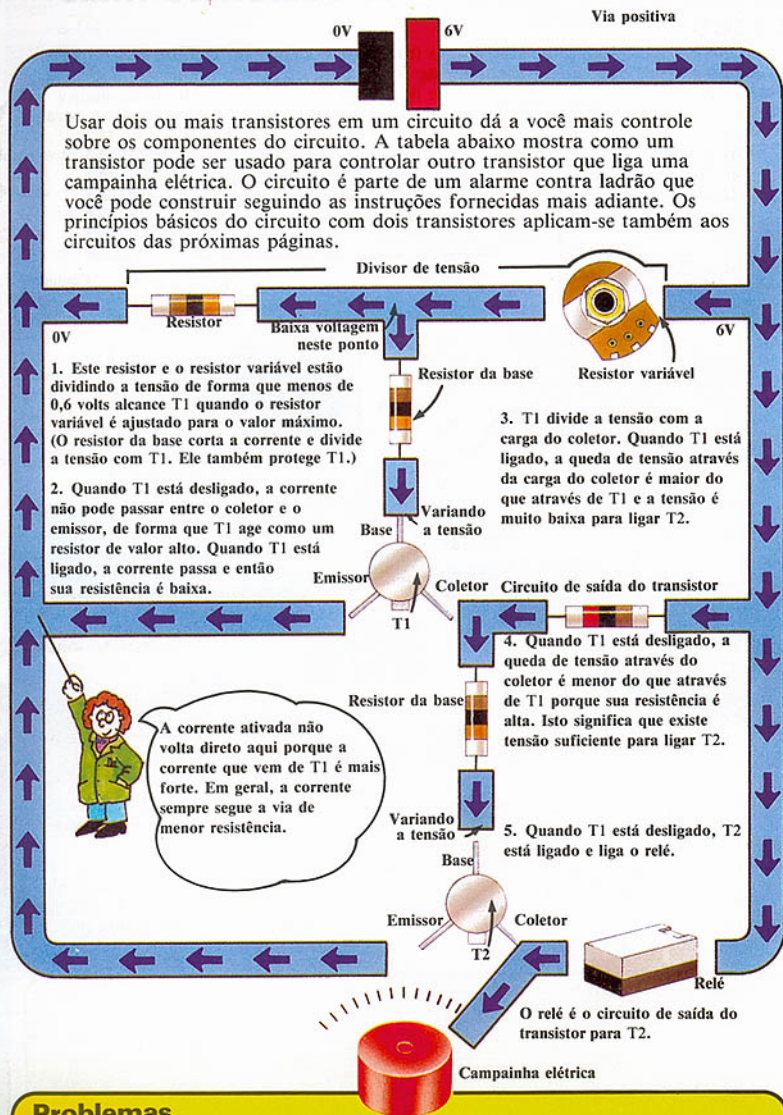 0V
6V
Via positiva
Usar dois ou mais transistores em um circuito dá a você mais controle
sobre os componentes do circuito. A tabela abaixo mostra como um
transistor pode ser usado para controlar outro transistor que liga uma
campainha elétrica. O circuito é parte de um alarme contra ladrão que
você pode construir seguindo as instruções fornecidas mais adiante. Os
princípios básicos do circuito com dois transistores aplicam-se também aos
circuitos das próximas páginas.
Divisor de tensão
0V
Resistor
Baixa voltagem
neste ponto
6V
Resistor da base
Resistor variável
1. Este resistor e o resistor variável estão
dividindo a tensão de forma que menos de
0,6 volts alcance T1 quando o resistor
variável é ajustado para o valor máximo.
(O resistor da base corta a corrente e divide
a tensão com T1. Ele também protege T1.)
2. Quando T1 está desligado, a corrente
não pode passar entre o coletor e o
emissor, de forma que T1 age como um
resistor de valor alto. Quando T1 está
ligado, a corrente passa e então
sua resistência é baixa.
3. T1 divide a tensão com a
carga do coletor. Quando T1 está
ligado, a queda de tensão através
da carga do coletor é maior do
que através de T1 e a tensão é
muito baixa para ligar T2.
Variando
a tensão
Base
Emissor
Coletor
T1
Circuito de saída do transistor
4. Quando T1 está desligado, a
queda de tensão através do
coletor é menor do que através
de T1 porque sua resistência é
alta. Isto significa que existe
tensão suficiente para ligar T2.
Resistor da base
A corrente ativada não
volta direto aqui porque a
corrente que vem de T1 é mais
forte. Em geral, a corrente
sempre segue a via de
menor resistência.
Variando
a tensão
5. Quando T1 está desligado, T2
está ligado e liga o relé.
Base
Emissor
Coletor
T2
Relé
O relé é o circuito de saída do
transistor para T2.
Campainha elétrica
Problemas